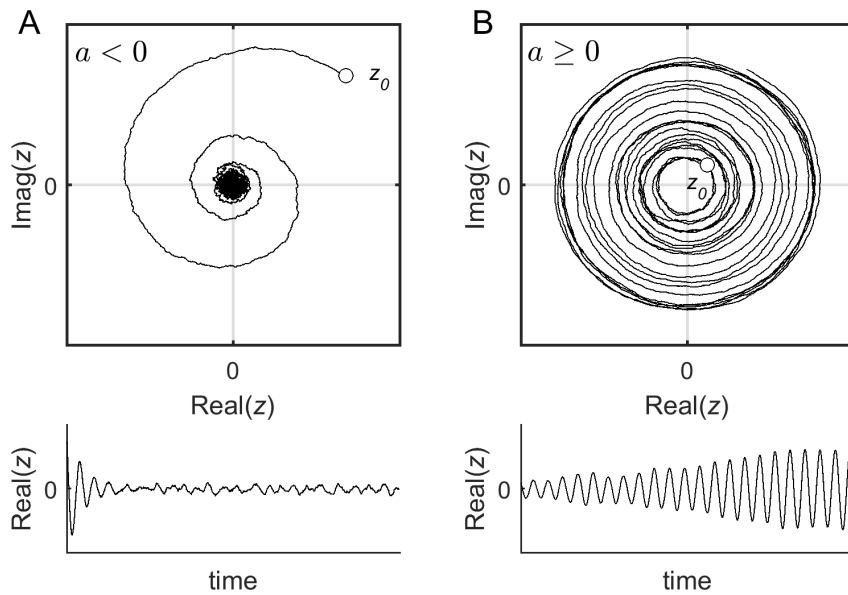 A
a < 0
z0
Imag(z)
0
0
Real(z)
Real(z)
0
time
B
a ≥ 0
z0
Imag(z)
0
0
Real(z)
Real(z)
0
time